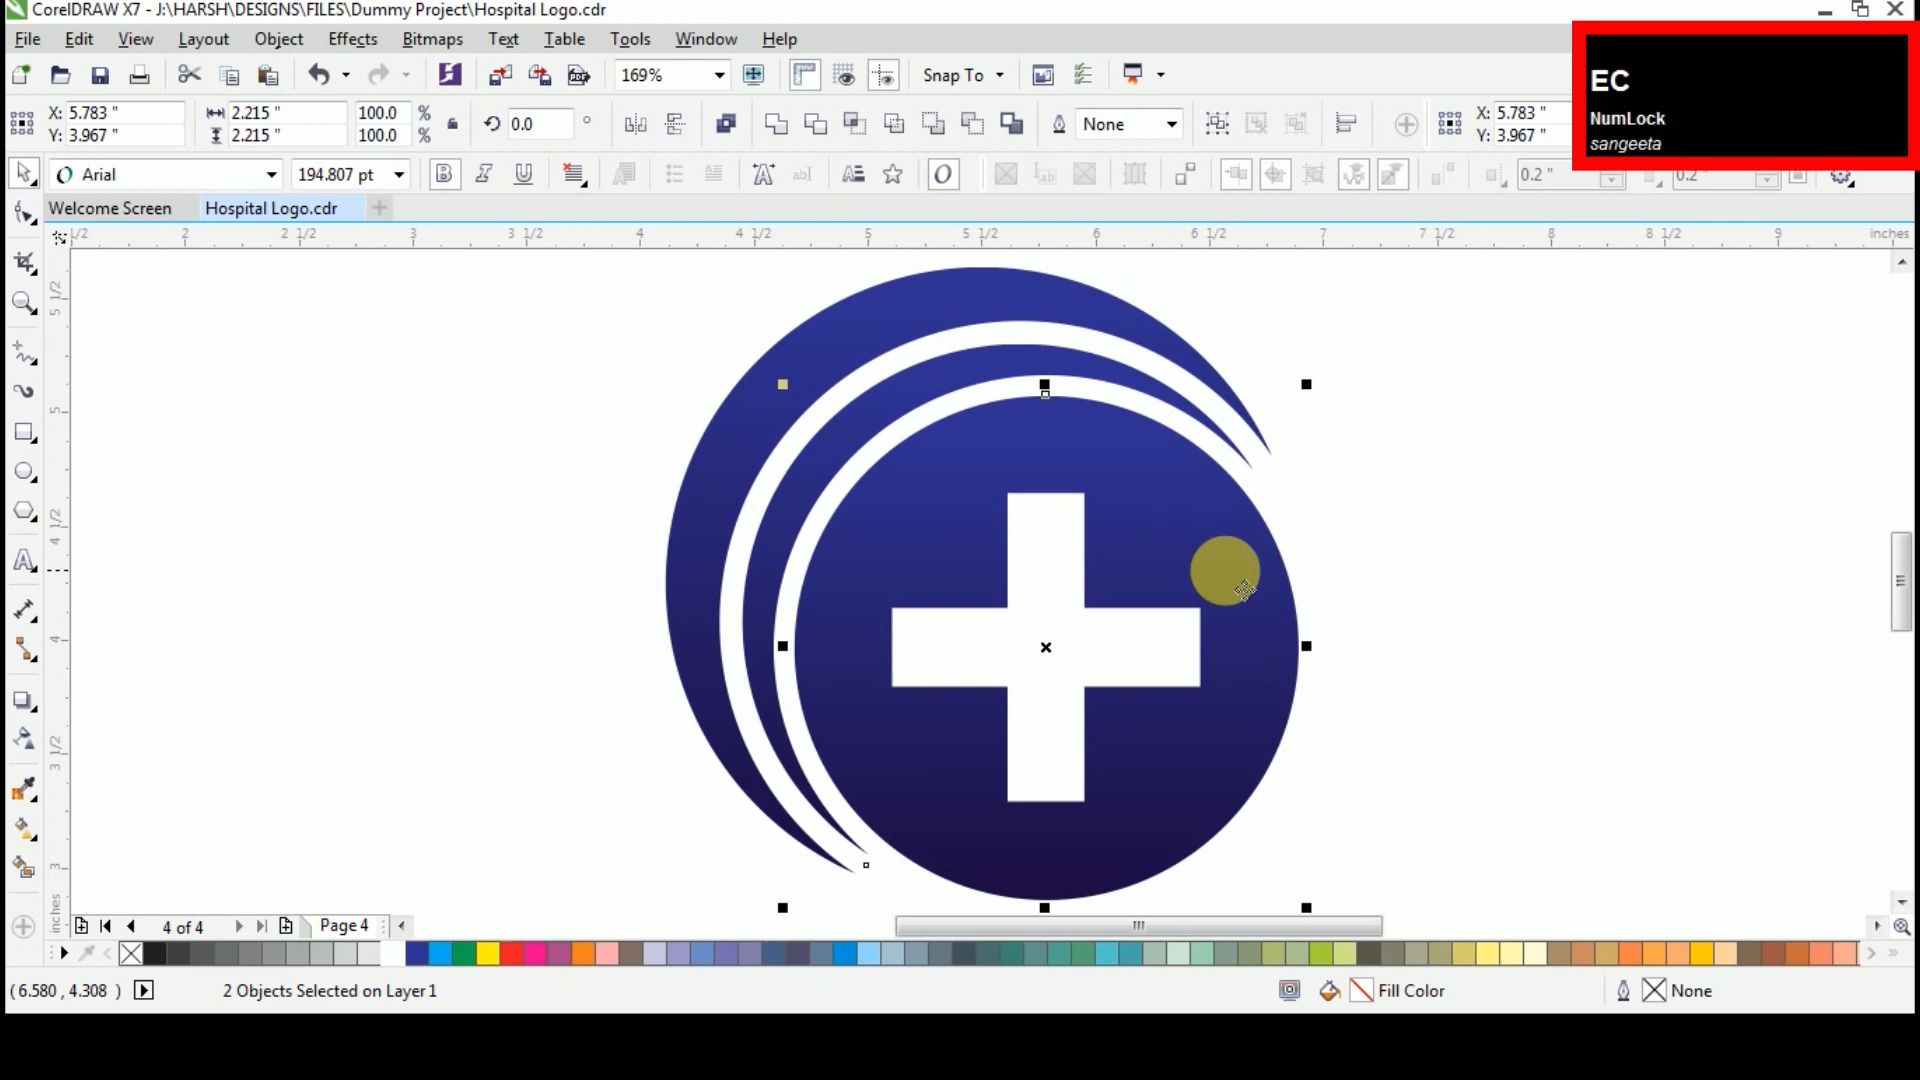 CorelDRAW X7 - J:\HARSH\DESIGNS\FILES\Dummy Project\Hospital Logo.cdr
File Edit View Layout Object Effects Bitmaps Text Table Tools Window Help
169% Snap To
EC
NumLock
sangeeta
X: 5.783 " 2.215 " 100.0 % 0.0 ° None X: 5.783 "
Y: 3.967 " 2.215 " 100.0 % Y: 3.967 "
Arial 194.807 pt B U ab O 0.2 " 0.2 "
Welcome Screen Hospital Logo.cdr
1/2 2 2 1/2 3 3 1/2 4 4 1/2 5 5 1/2 6 6 1/2 7 7 1/2 8 8 1/2 9 inches
5 1/2
5
4 1/2
4
3 1/2
3
inches
4 of 4 Page 4
( 6.580 , 4.308 ) 2 Objects Selected on Layer 1 Fill Color None